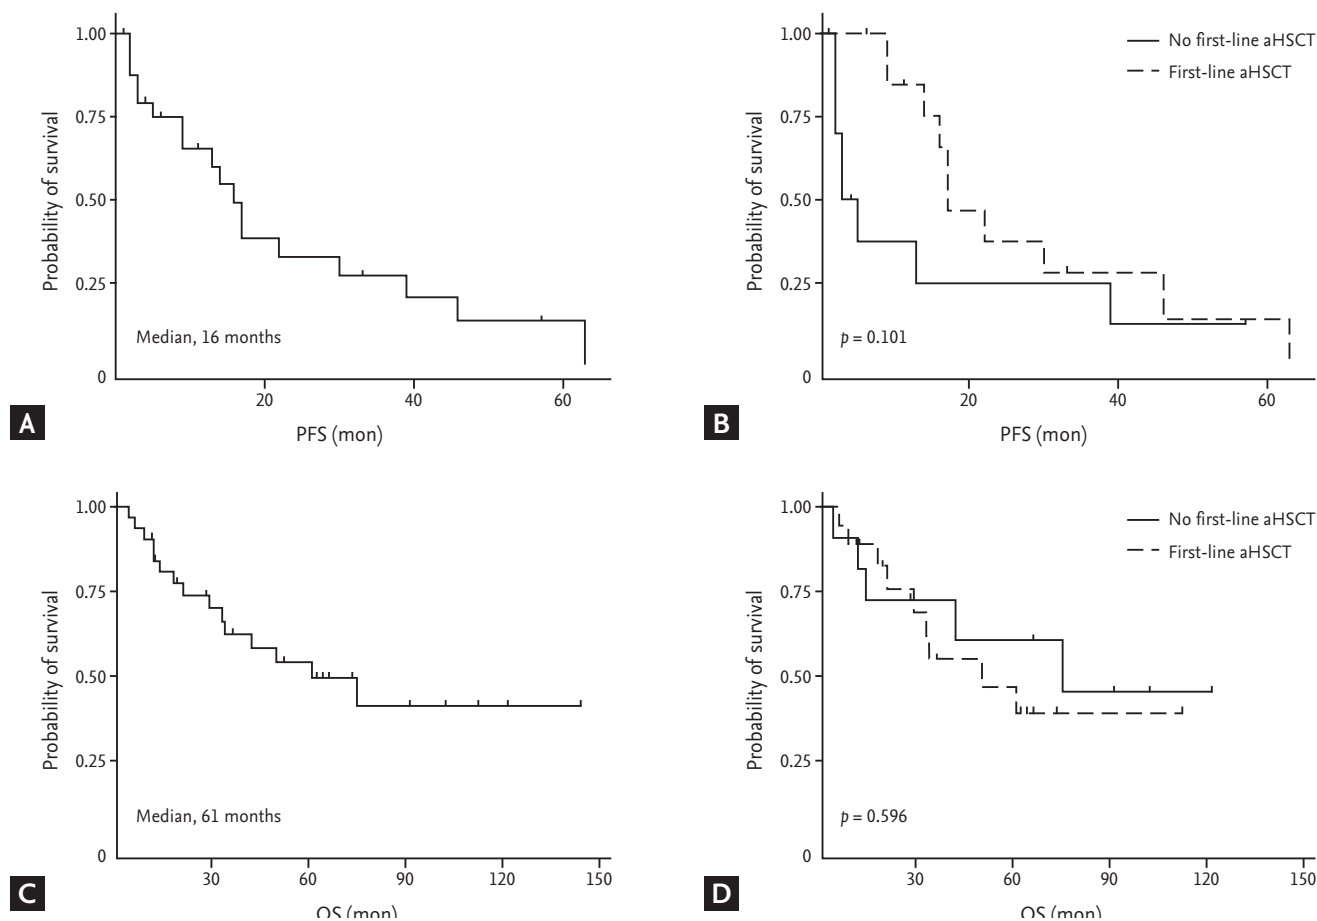 1.00
0.75
0.50
0.25
0
Probability of survival
Median, 16 months
20 40 60
PFS (mon)
A
1.00
0.75
0.50
0.25
0
Probability of survival
No first-line aHSCT
First-line aHSCT
p = 0.101
20 40 60
PFS (mon)
B
1.00
0.75
0.50
0.25
0
Probability of survival
Median, 61 months
30 60 90 120 150
OS (mon)
C
1.00
0.75
0.50
0.25
0
Probability of survival
No first-line aHSCT
First-line aHSCT
p = 0.596
30 60 90 120 150
OS (mon)
D